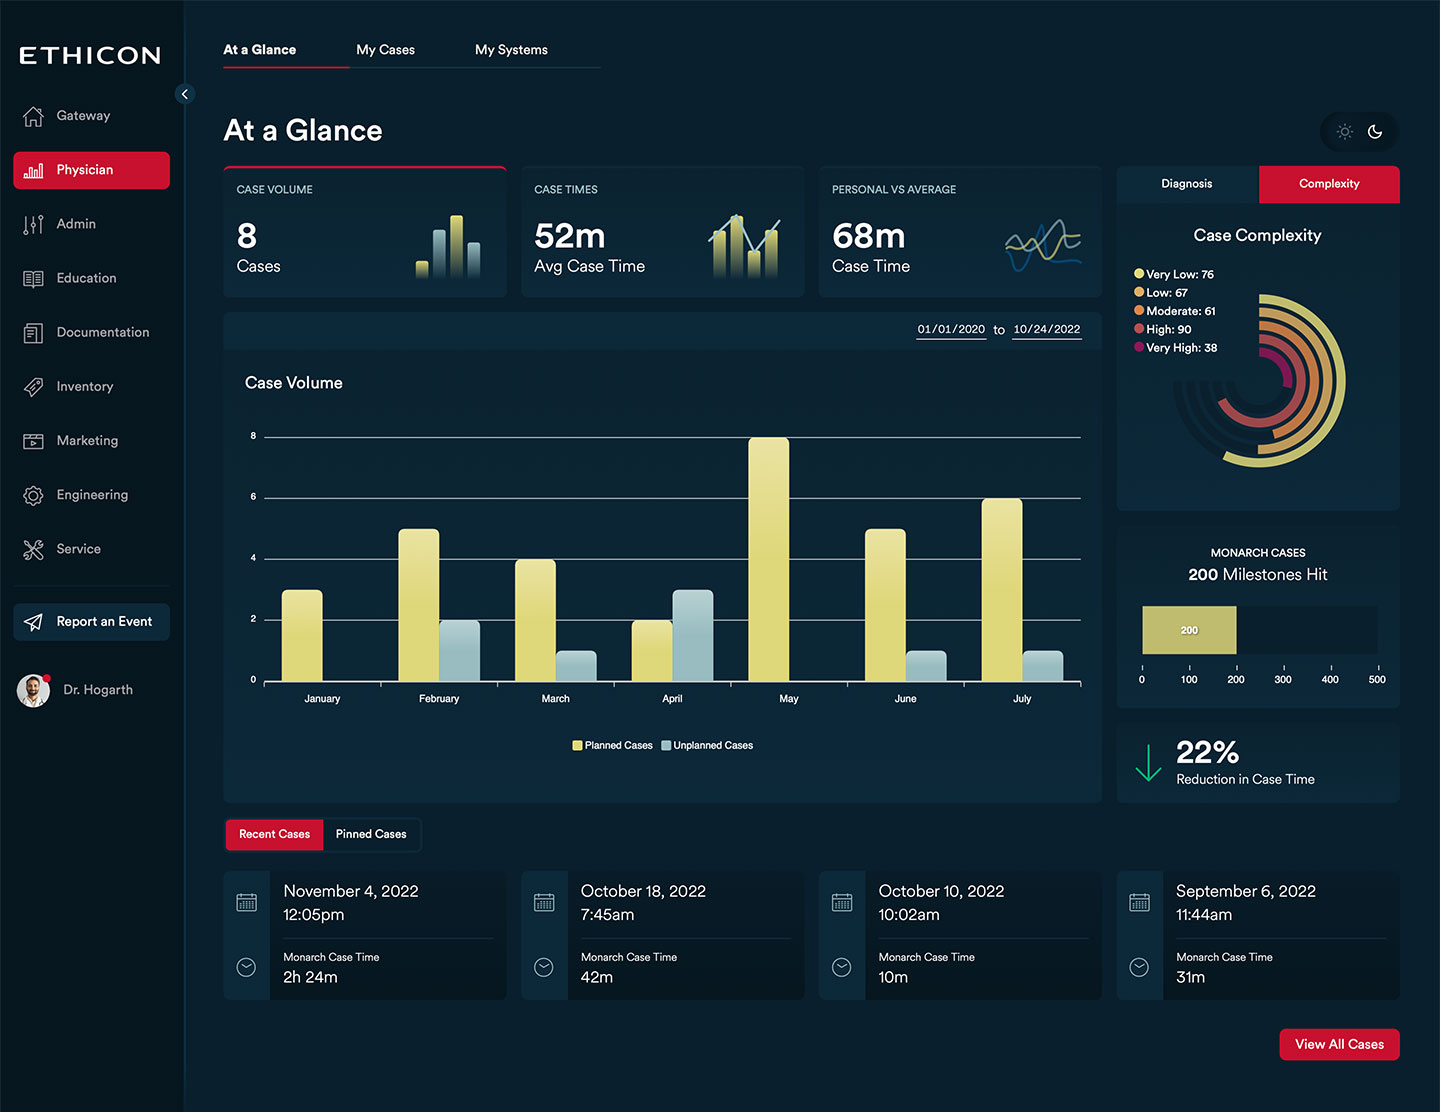 ETHICON
Gateway
Physician
Admin
Education
Documentation
Inventory
Marketing
Engineering
Service
Report an Event
Dr. Hogarth
At a Glance
My Cases
My Systems
At a Glance
CASE VOLUME
8
Cases
CASE TIMES
52m
Avg Case Time
PERSONAL VS AVERAGE
68m
Case Time
01/01/2020 to 10/24/2022
Case Volume
8
6
4
2
0
January
February
March
April
May
June
July
Planned Cases
Unplanned Cases
Diagnosis
Complexity
Case Complexity
Very Low: 76
Low: 67
Moderate: 61
High: 90
Very High: 38
MONARCH CASES
200 Milestones Hit
200
0
100
200
300
400
500
22%
Reduction in Case Time
Recent Cases
Pinned Cases
November 4, 2022
12:05pm
Monarch Case Time
2h 24m
October 18, 2022
7:45am
Monarch Case Time
42m
October 10, 2022
10:02am
Monarch Case Time
10m
September 6, 2022
11:44am
Monarch Case Time
31m
View All Cases